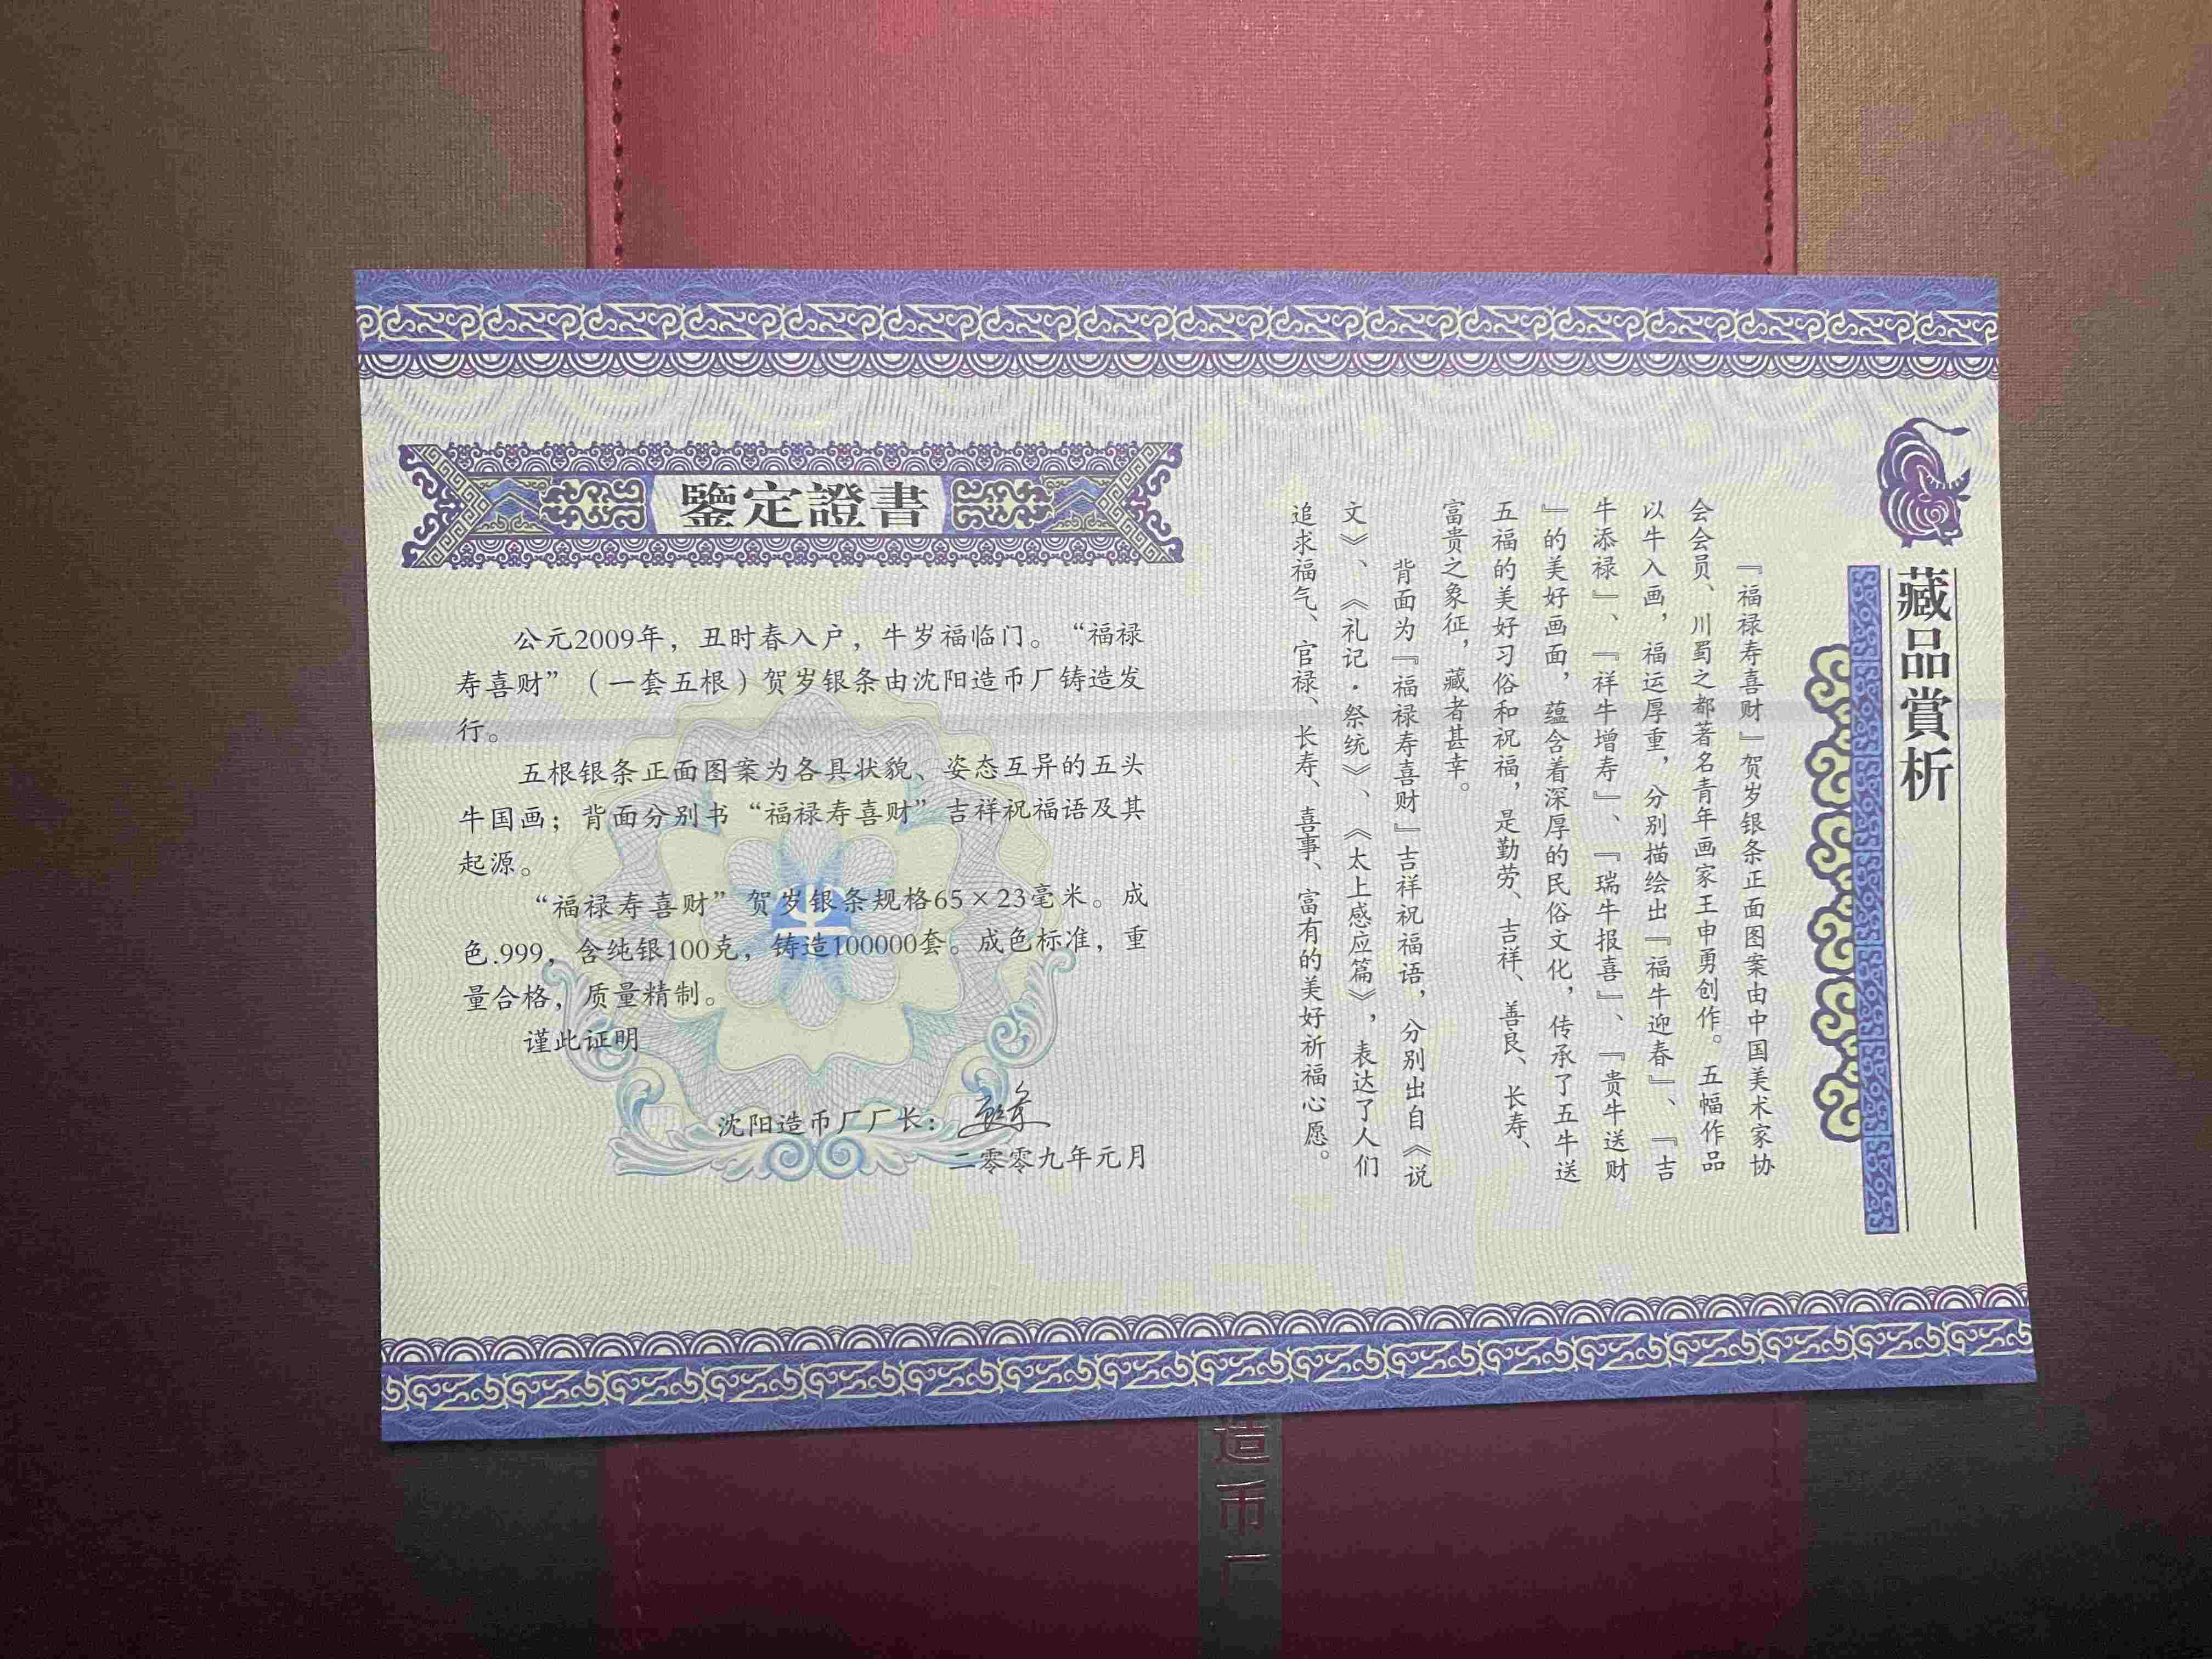 鑒定證書
公元2009年，丑时春入户，牛岁福临门。“福禄
寿喜财”（一套五根）贺岁银条由沈阳造币厂铸造发
行。
五根银条正面图案为各具状貌、姿态互异的五头
牛国画；背面分别书“福禄寿喜财”吉祥祝福语及其
起源。
“福禄寿喜财”贺岁银条规格65×23毫米。成
色.999，含纯银100克，铸造100000套。成色标准，重
量合格，质量精制。
谨此证明
沈阳造币厂厂长：
二零零九年元月
藏品賞析
『福禄寿喜财』贺岁银条正面图案由中国美术家协
会会员、川蜀之都著名青年画家王申勇创作。五幅作品
以牛入画，福运厚重，分别描绘出『福牛迎春』、『吉
牛添禄』、『祥牛增寿』、『瑞牛报喜』、『贵牛送财
』的美好画面，蕴含着深厚的民俗文化，传承了五牛送
五福的美好习俗和祝福，是勤劳、吉祥、善良、长寿、
富贵之象征，藏者甚幸。
背面为『福禄寿喜财』吉祥祝福语，分别出自《说
文》、《礼记·祭统》、《太上感应篇》，表达了人们
追求福气、官禄、长寿、喜事、富有的美好祈福心愿。
造币厂